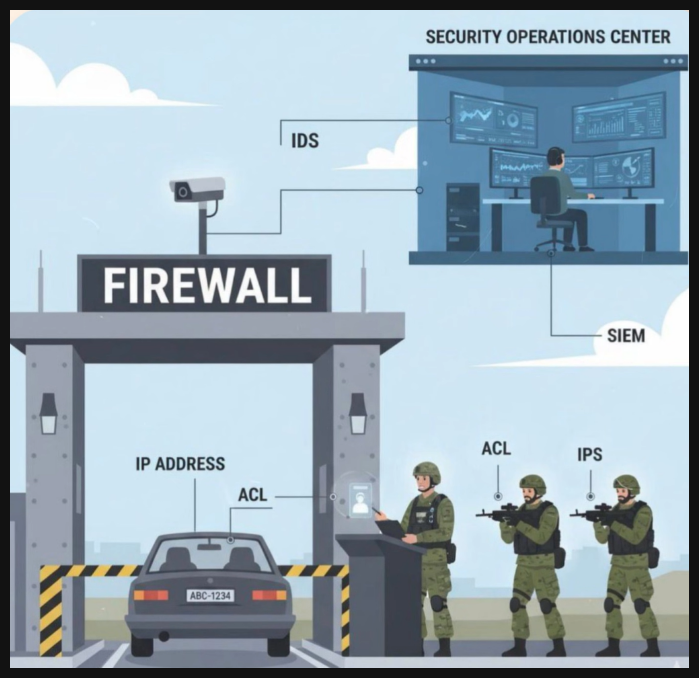 SECURITY OPERATIONS CENTER
IDS
FIREWALL
SIEM
IP ADDRESS
ACL
ACL
IPS
ABC-1234